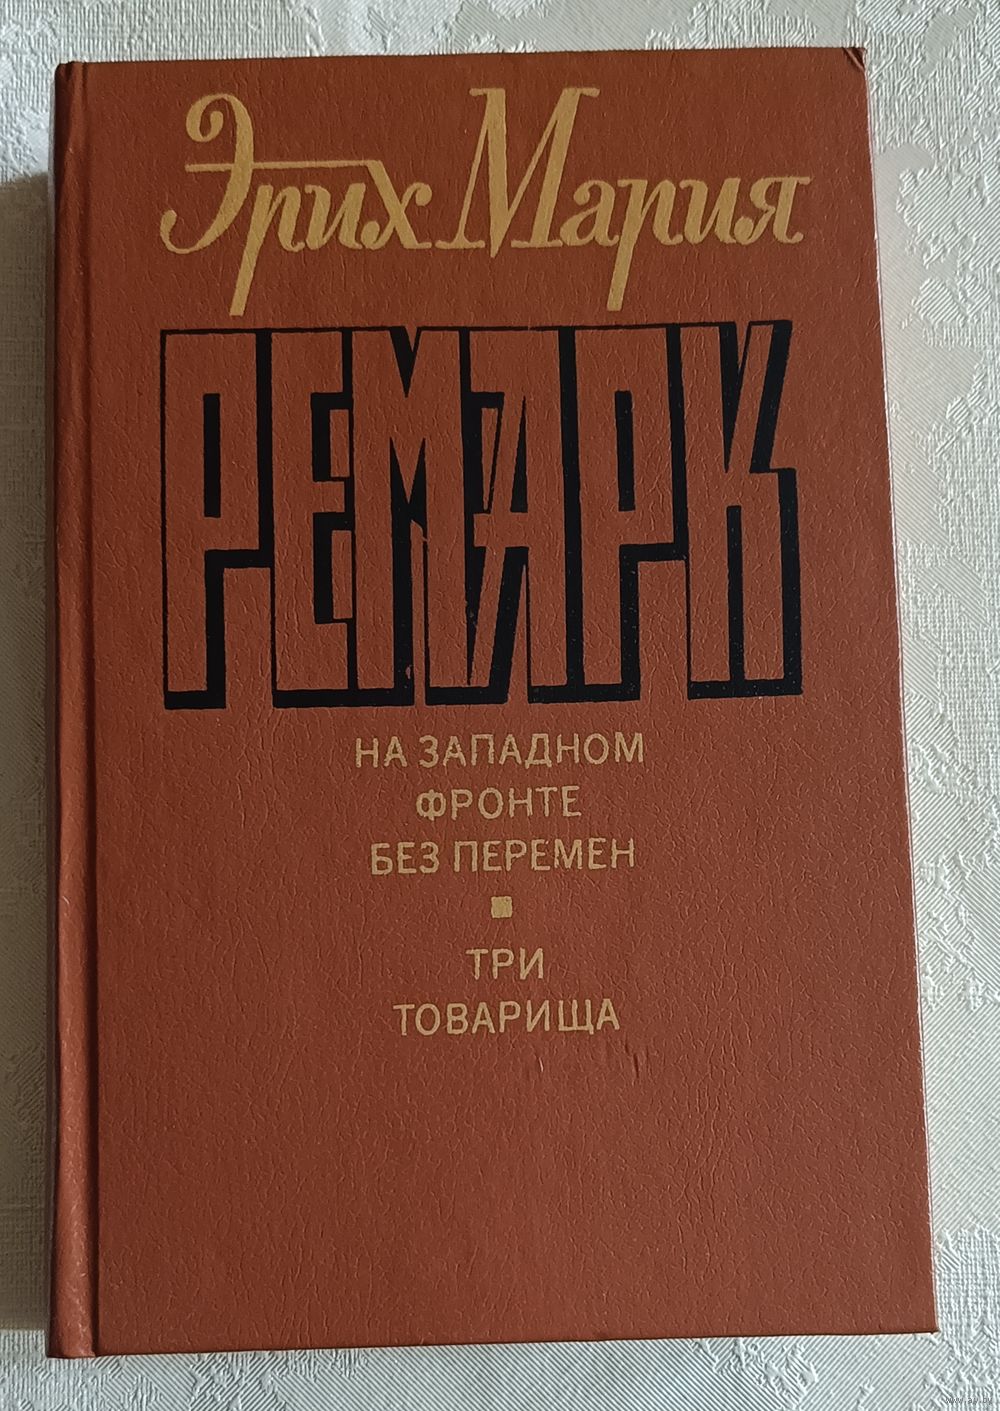 Эрих Мария
РЕМАРК
НА ЗАПАДНОМ
ФРОНТЕ
БЕЗ ПЕРЕМЕН
ТРИ
ТОВАРИЩА